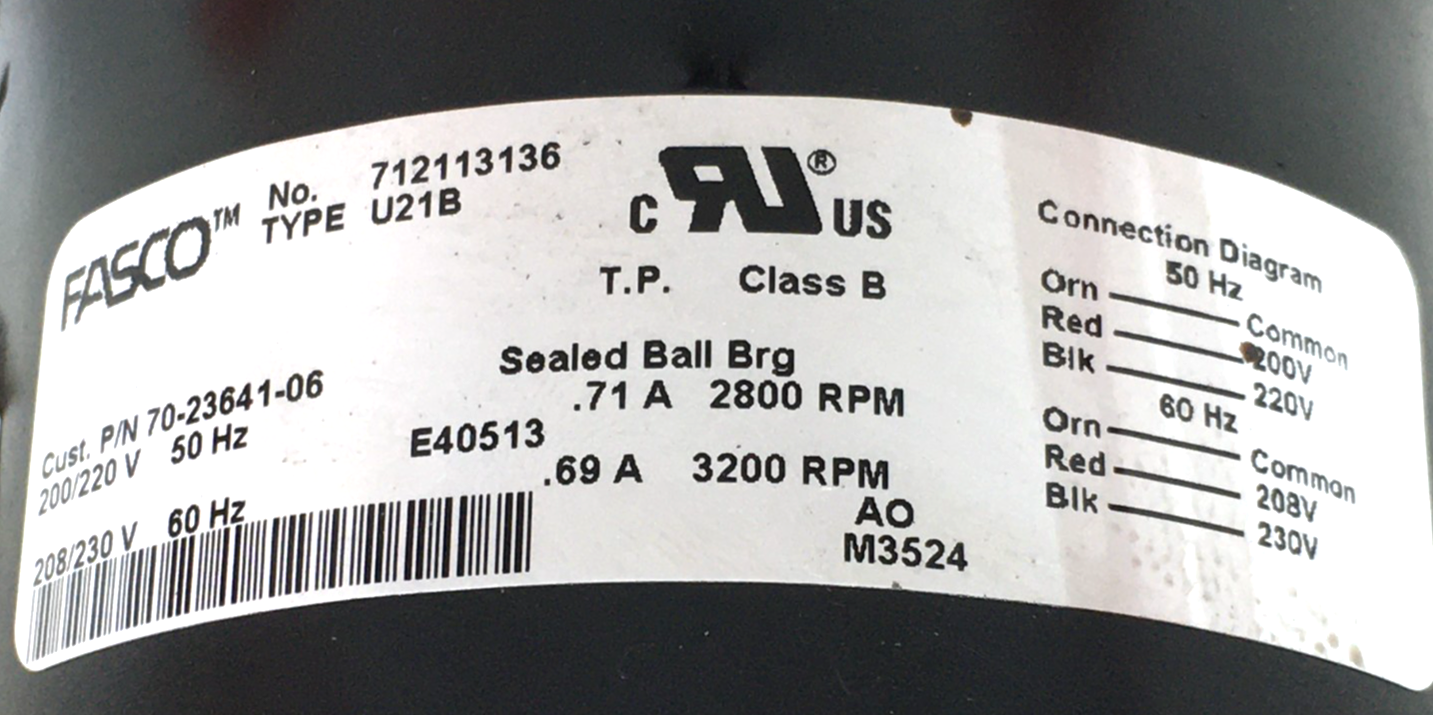 FASCO™
No. 712113136
TYPE U21B
C RU® US
T.P. Class B
Sealed Ball Brg
Cust. P/N 70-23641-06
200/220 V 50 Hz
.71 A 2800 RPM
E40513
208/230 V 60 Hz
.69 A 3200 RPM
AO
M3524
Connection Diagram
50 Hz
Orn Common
Red 200V
Blk 220V
60 Hz
Orn Common
Red 208V
Blk 230V